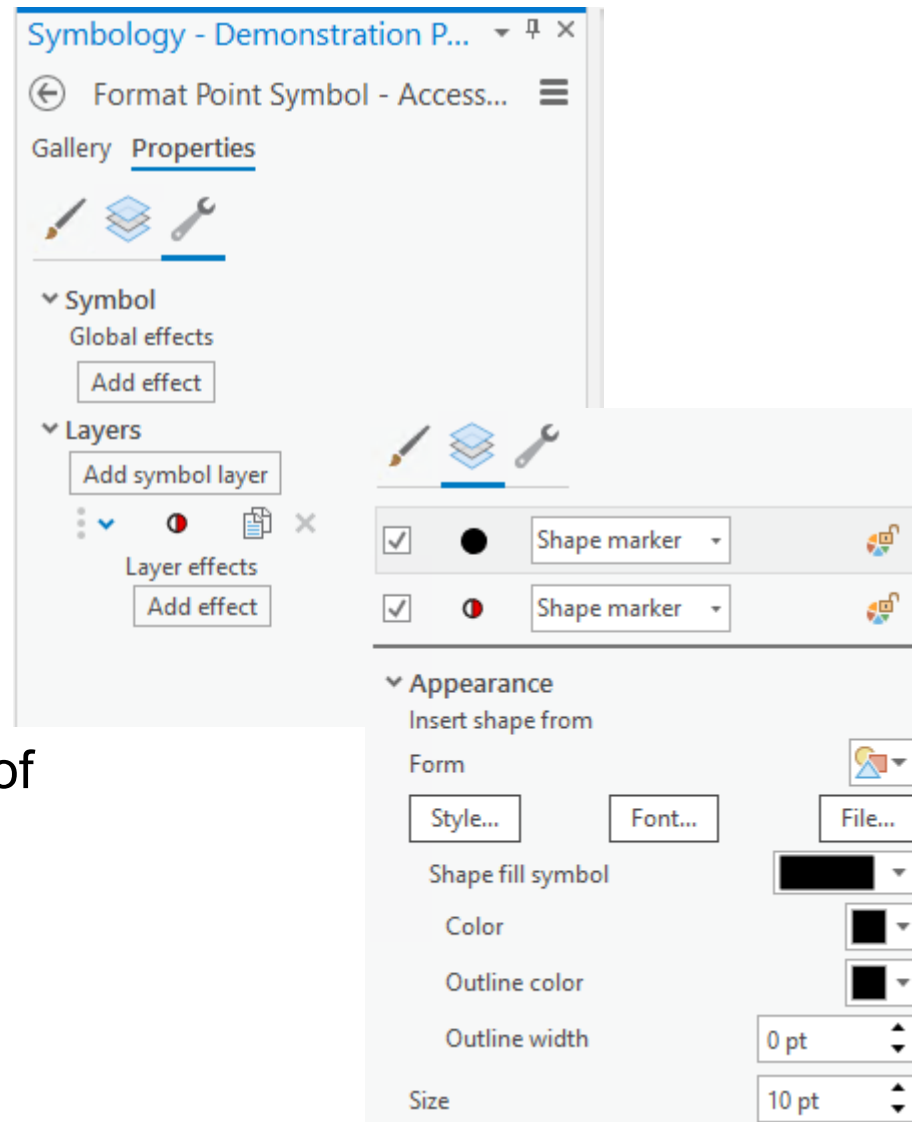 Symbology - Demonstration P...
Format Point Symbol - Access...
Gallery Properties
Symbol
Global effects
Add effect
Layers
Add symbol layer
Layer effects
Add effect
of
Shape marker
Shape marker
Appearance
Insert shape from
Form
Style... Font... File...
Shape fill symbol
Color
Outline color
Outline width 0 pt
Size 10 pt